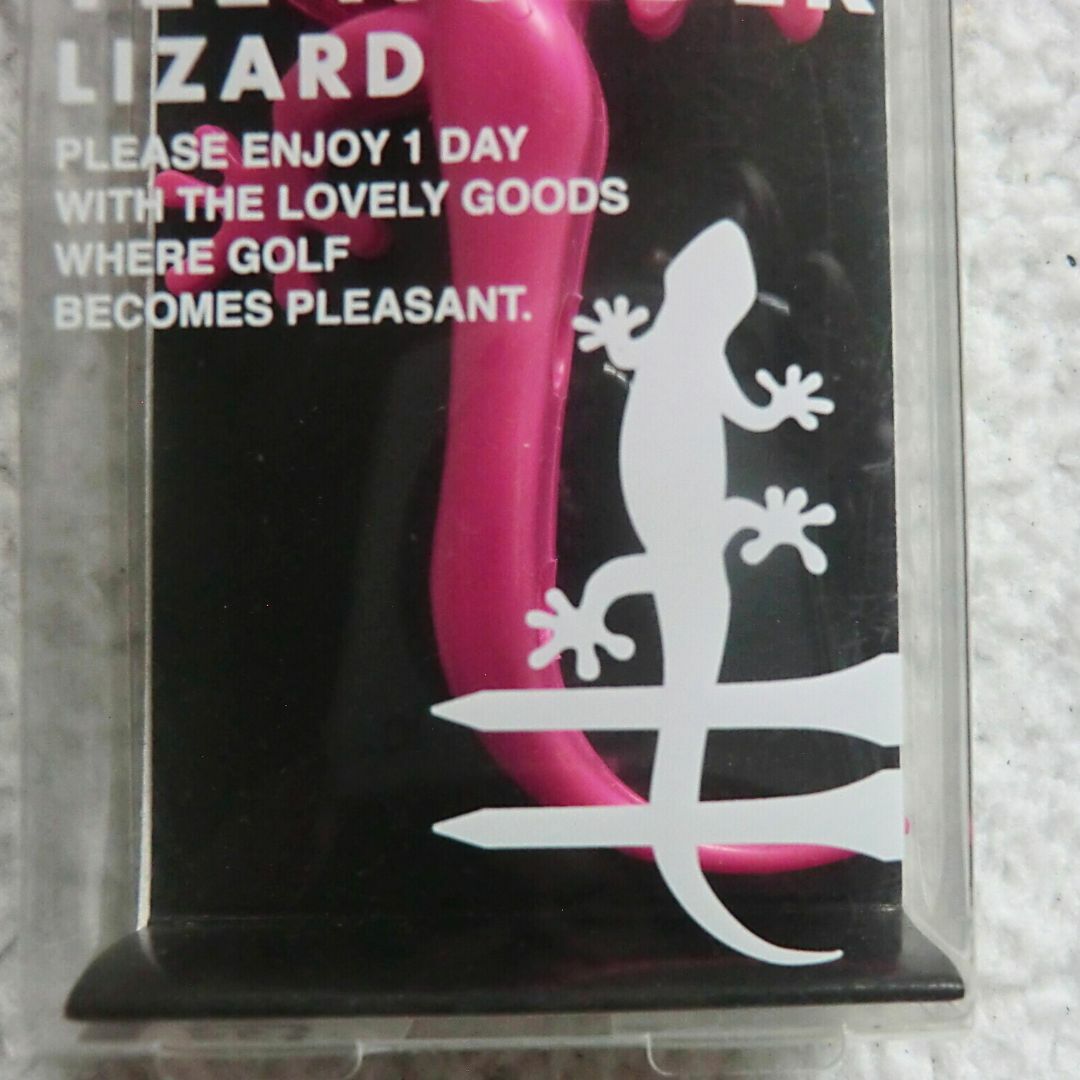 LIZARD
PLEASE ENJOY 1 DAY
WITH THE LOVELY GOODS
WHERE GOLF
BECOMES PLEASANT.